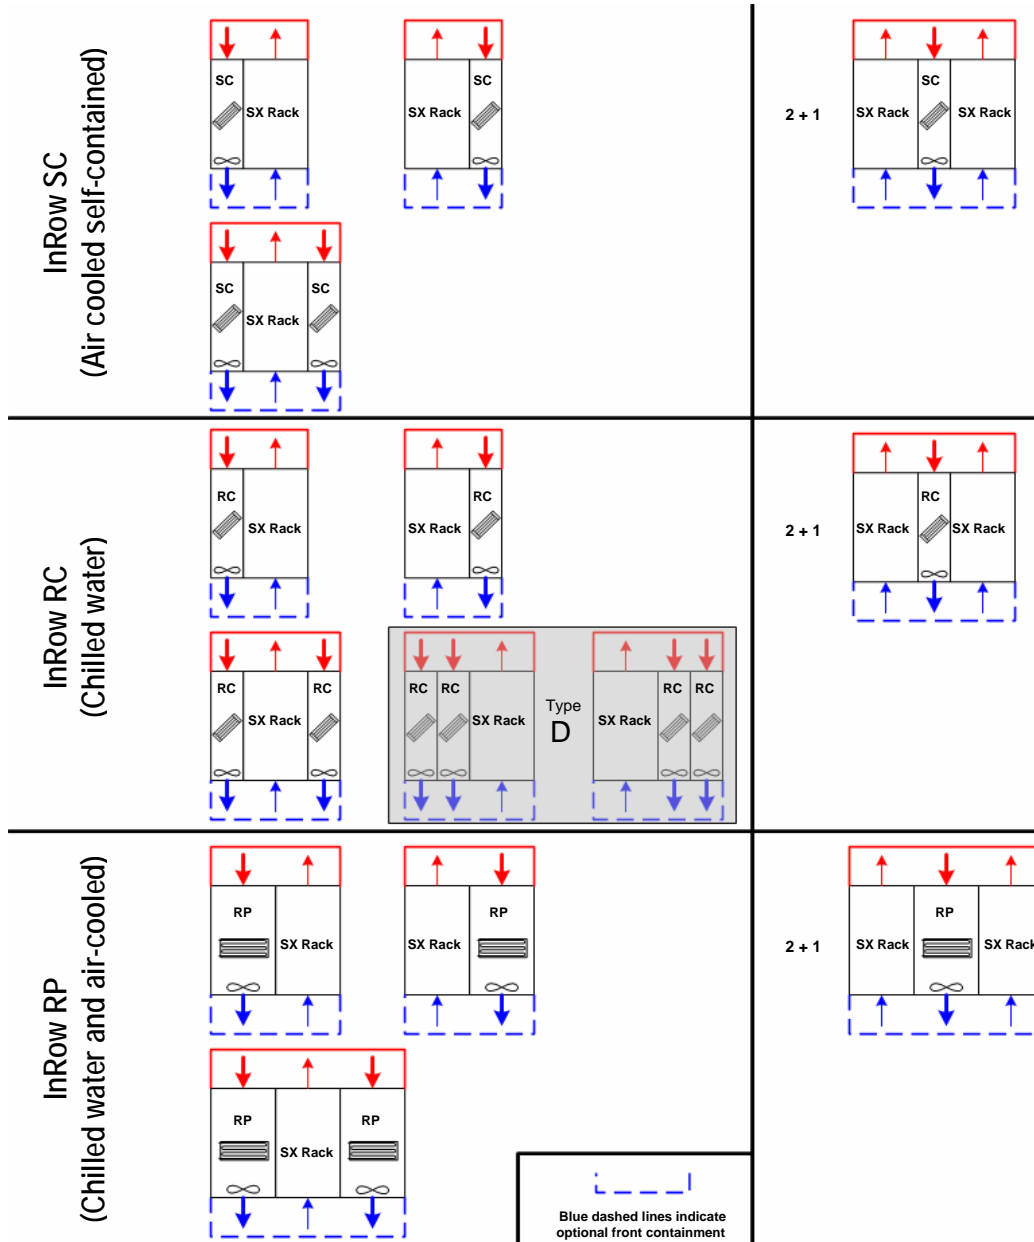 InRow SC
(Air cooled self-contained)
SC
SX Rack
SC
SX Rack
2 + 1
SX Rack
SC
SX Rack
SC
SX Rack
SC
InRow RC
(Chilled water)
RC
SX Rack
RC
SX Rack
2 + 1
SX Rack
RC
SX Rack
RC
SX Rack
RC
RC
RC
SX Rack
Type
D
SX Rack
RC
RC
InRow RP
(Chilled water and air-cooled)
RP
SX Rack
SX Rack
RP
2 + 1
SX Rack
RP
SX Rack
RP
SX Rack
RP
Blue dashed lines indicate
optional front containment